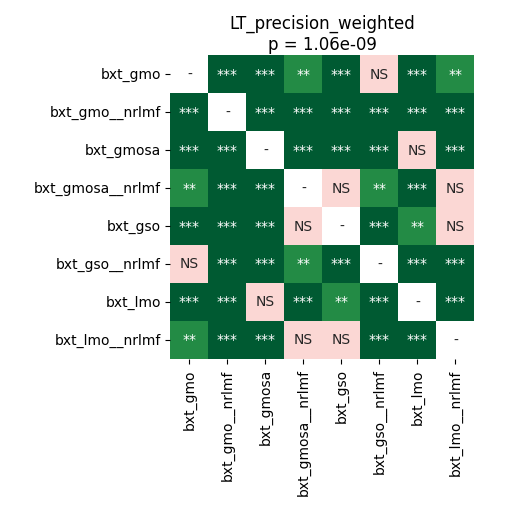 LT_precision_weighted
p = 1.06e-09
bxt_gmo - *** *** ** *** NS *** **
bxt_gmo__nrlmf *** - *** *** *** *** *** ***
bxt_gmosa *** *** - *** *** *** NS ***
bxt_gmosa__nrlmf ** *** *** - NS ** *** NS
bxt_gso *** *** *** NS - *** ** NS
bxt_gso__nrlmf NS *** *** ** *** - *** ***
bxt_lmo *** *** NS *** ** *** - ***
bxt_lmo__nrlmf ** *** *** NS NS *** *** -
bxt_gmo
bxt_gmo__nrlmf
bxt_gmosa
bxt_gmosa__nrlmf
bxt_gso
bxt_gso__nrlmf
bxt_lmo
bxt_lmo__nrlmf